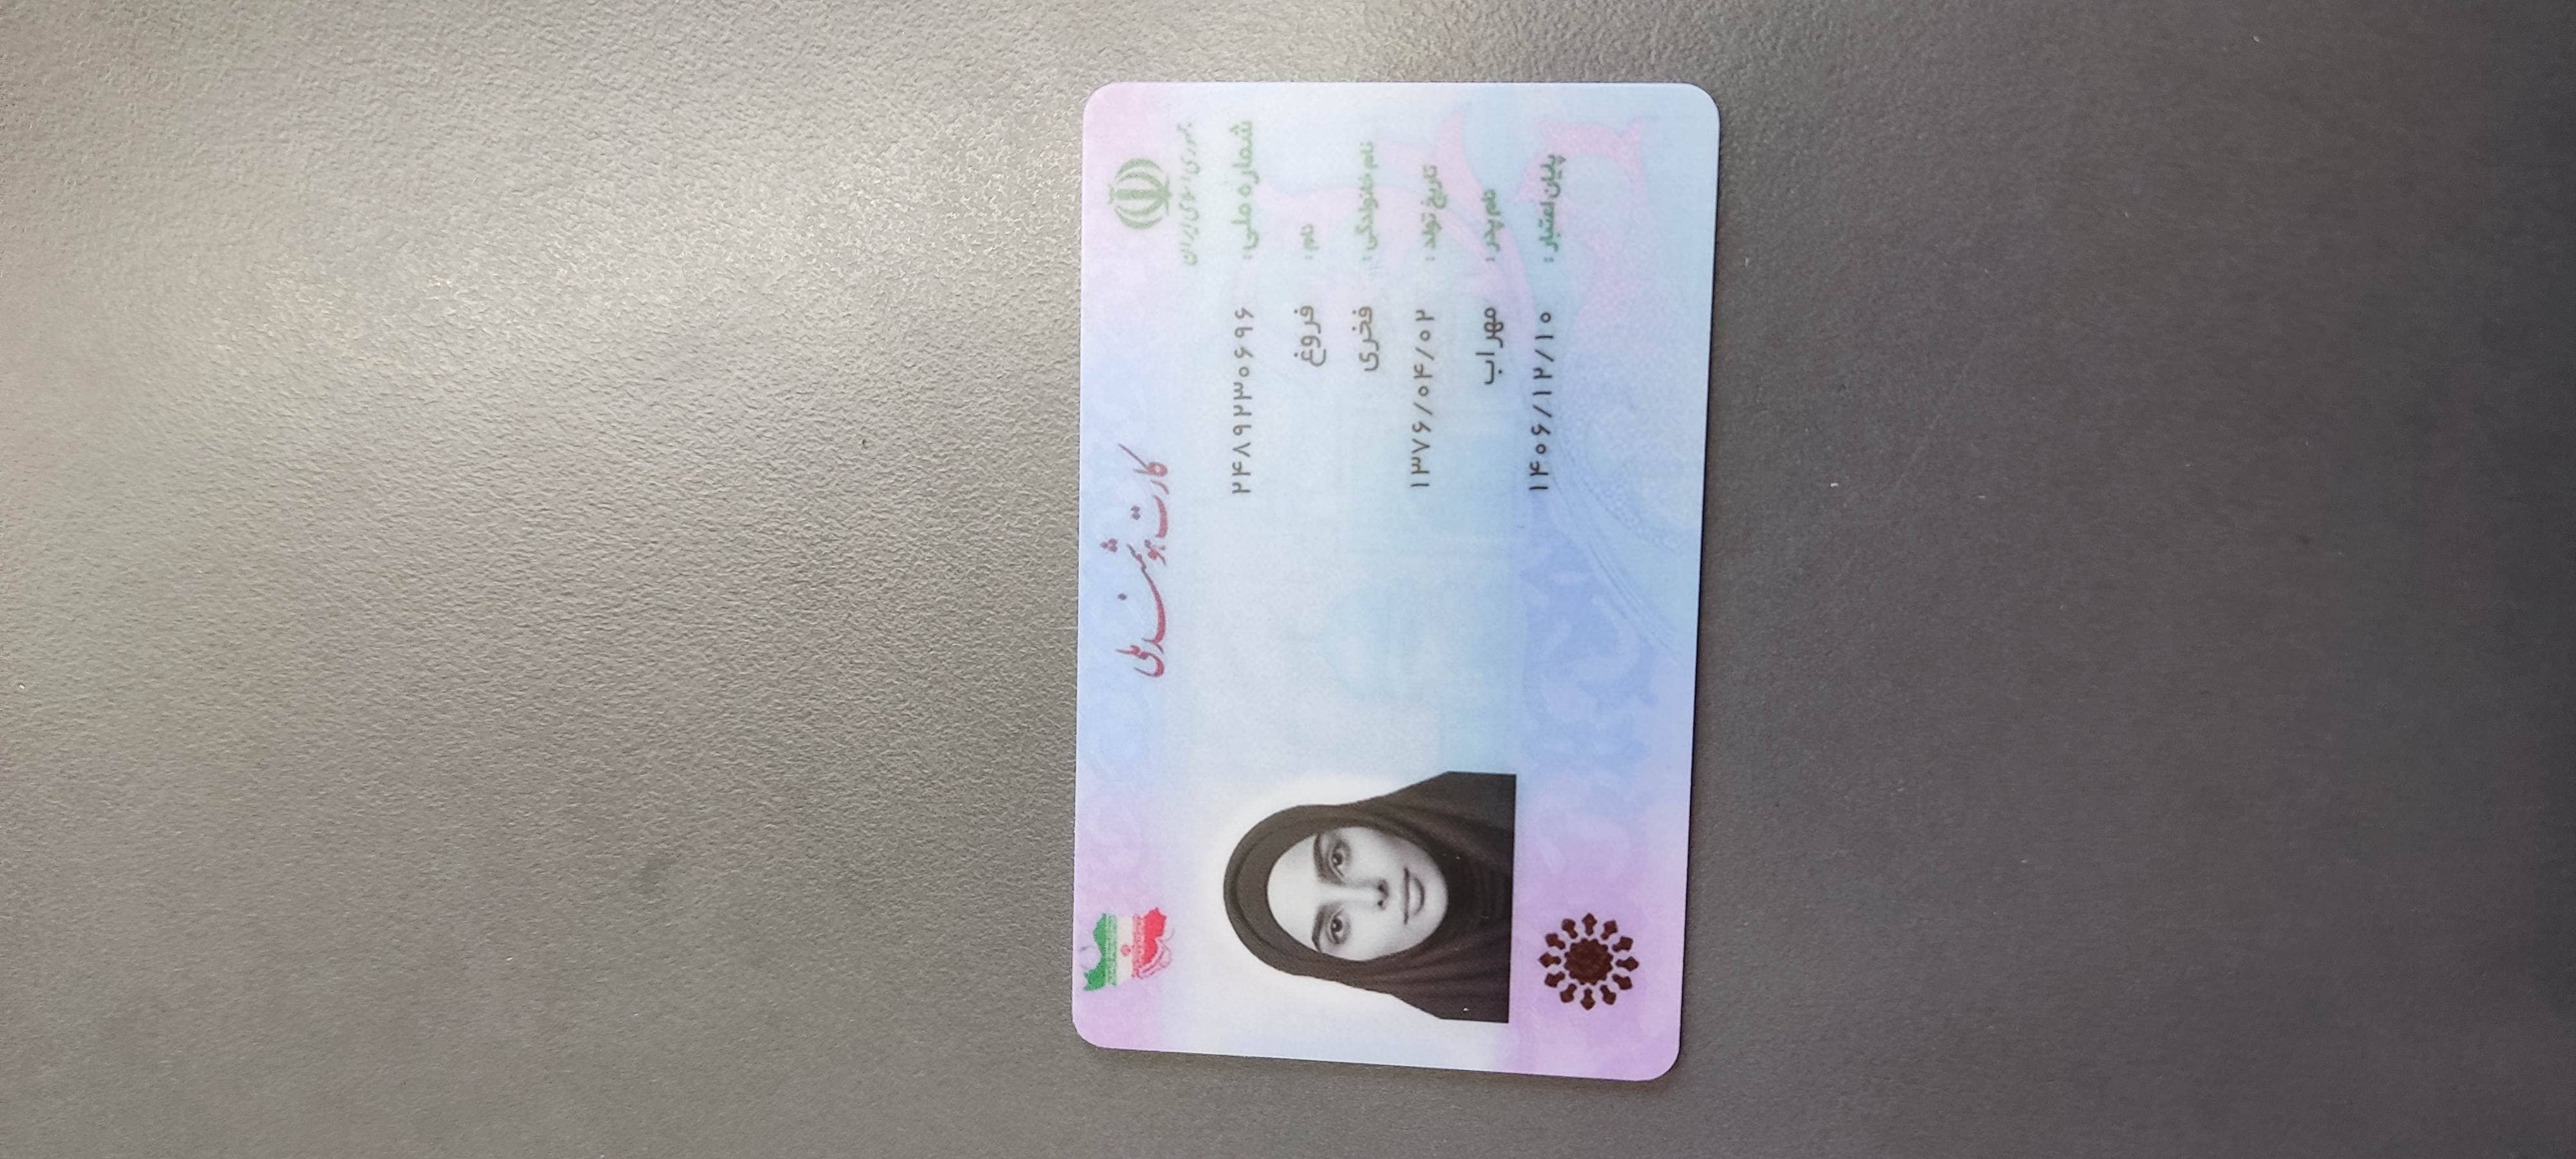 کارت هوشمند ملی
جمهوری اسلامی ایران
شماره ملی: ۲۴۸۹۲۳۰۶۹۶
نام: فروغ
نام خانوادگی: فخری
تاریخ تولد: ۱۳۷۶/۰۴/۰۲
نام پدر: مهراب
پایان اعتبار: ۱۴۰۶/۱۲/۱۰